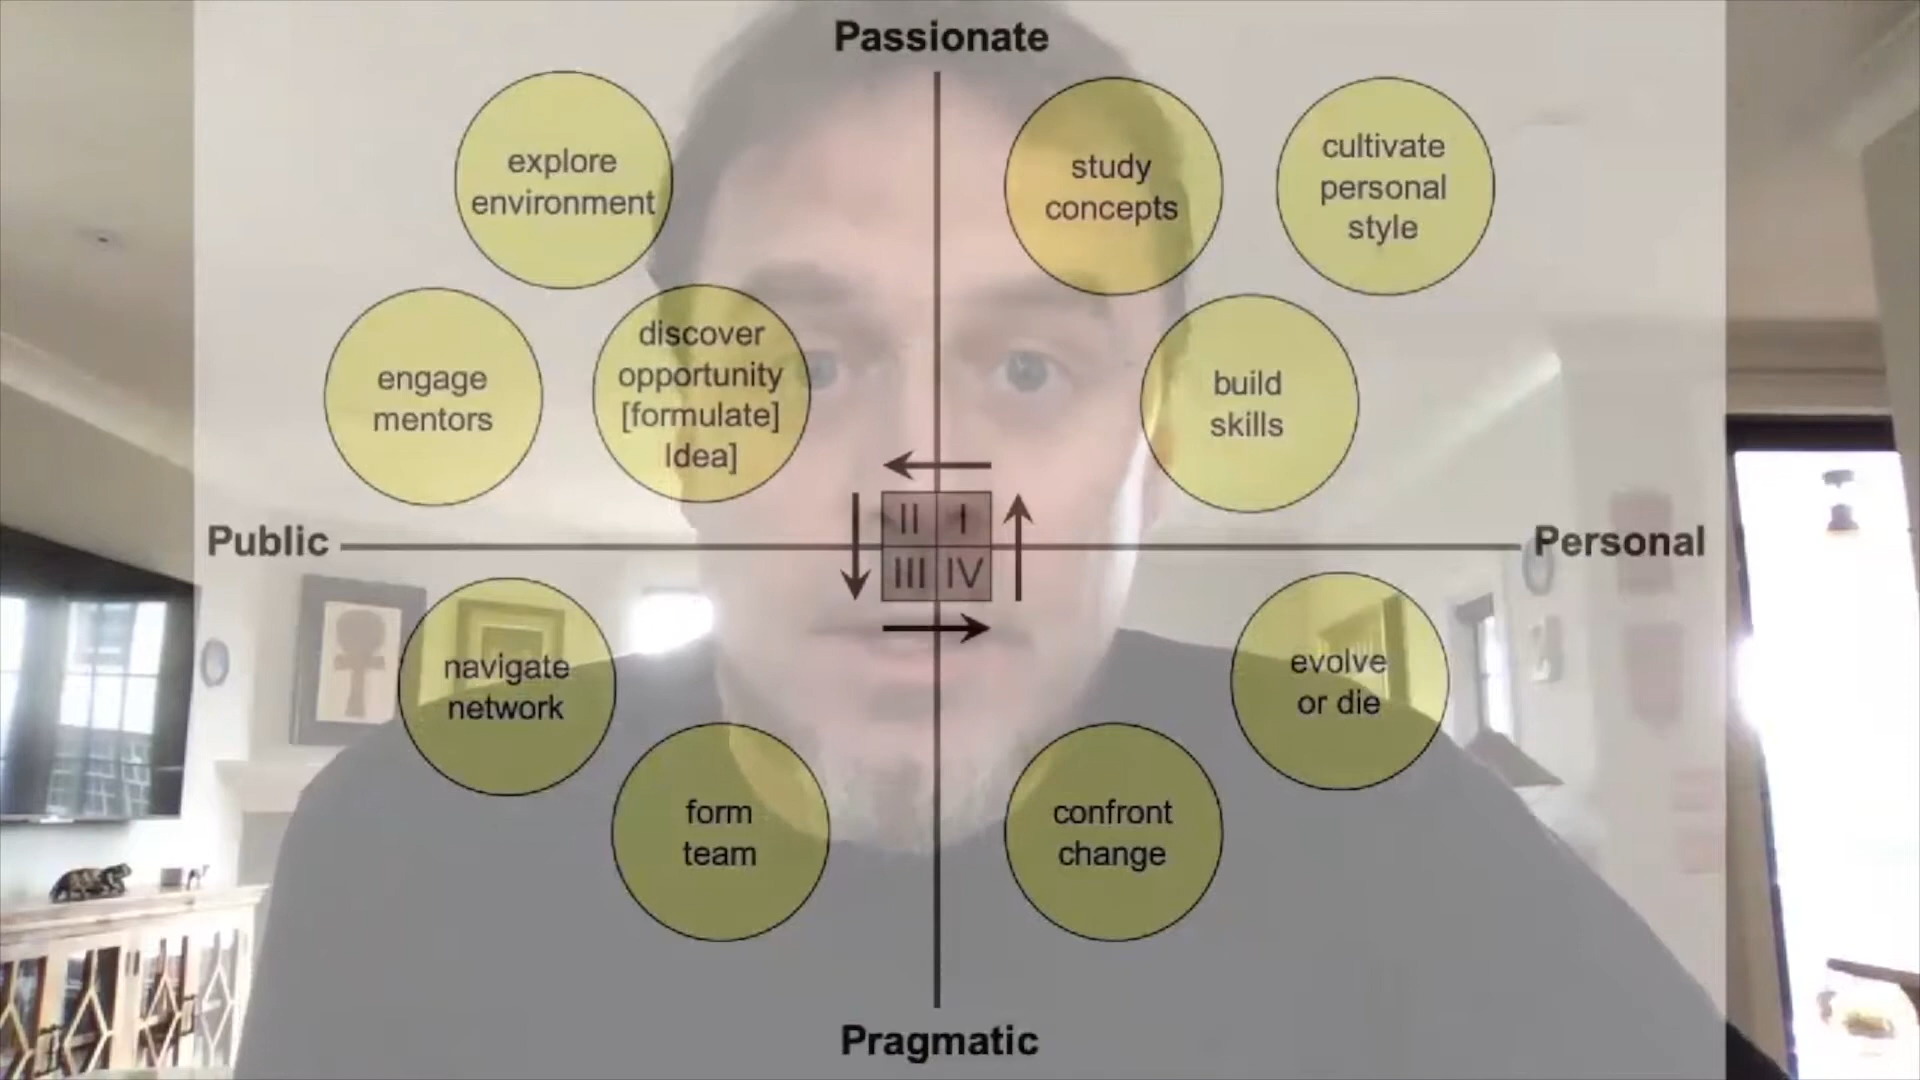 Passionate
explore
environment
study
concepts
cultivate
personal
style
engage
mentors
discover
opportunity
[formulate]
Idea]
build
skills
Public
II
I
III
IV
Personal
navigate
network
form
team
confront
change
evolve
or die
Pragmatic